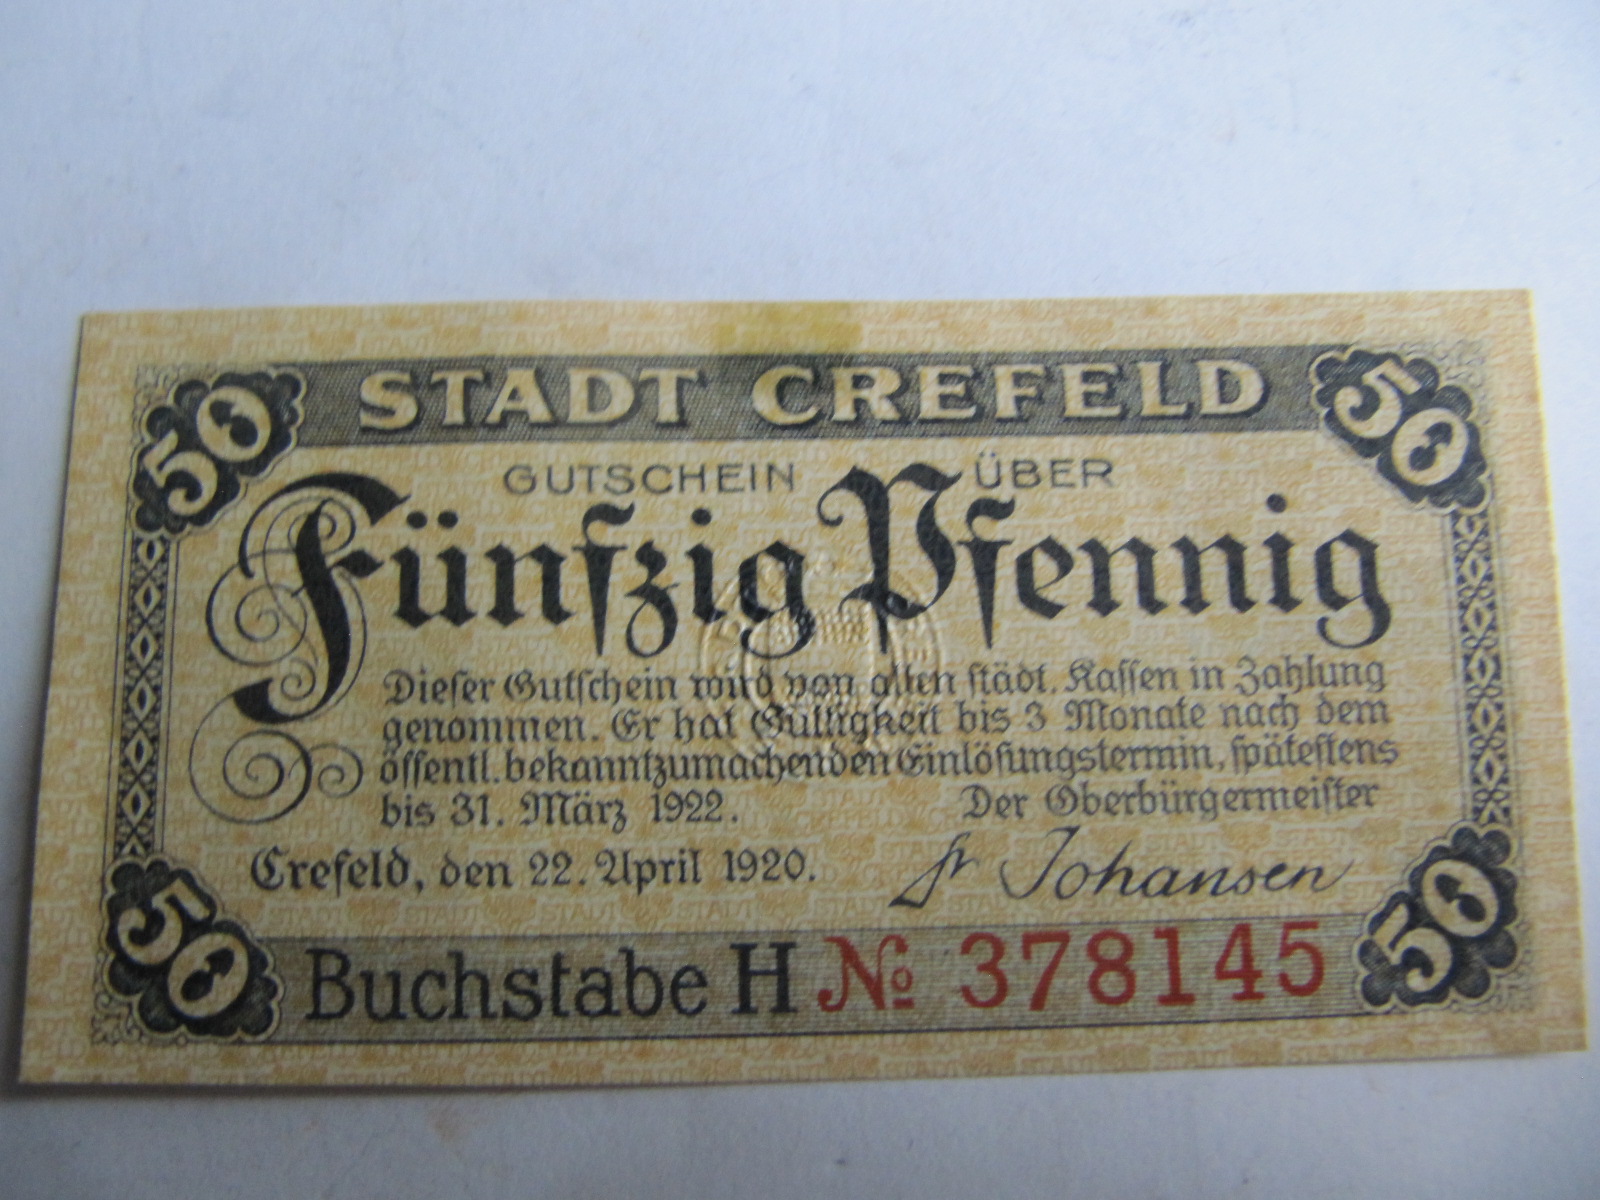 STADT CREFELD
50
50
GUTSCHEIN ÜBER
Fünfzig Pfennig
Dieser Gutschein wird von allen städt. Kassen in Zahlung
genommen. Er hat Gültigkeit bis 3 Monate nach dem
öffentl. bekanntzumachenden Einlösungstermin, spätestens
bis 31. März 1922. Der Oberbürgermeister
Crefeld, den 22. April 1920. Johansen
50
50
Buchstabe H № 378145